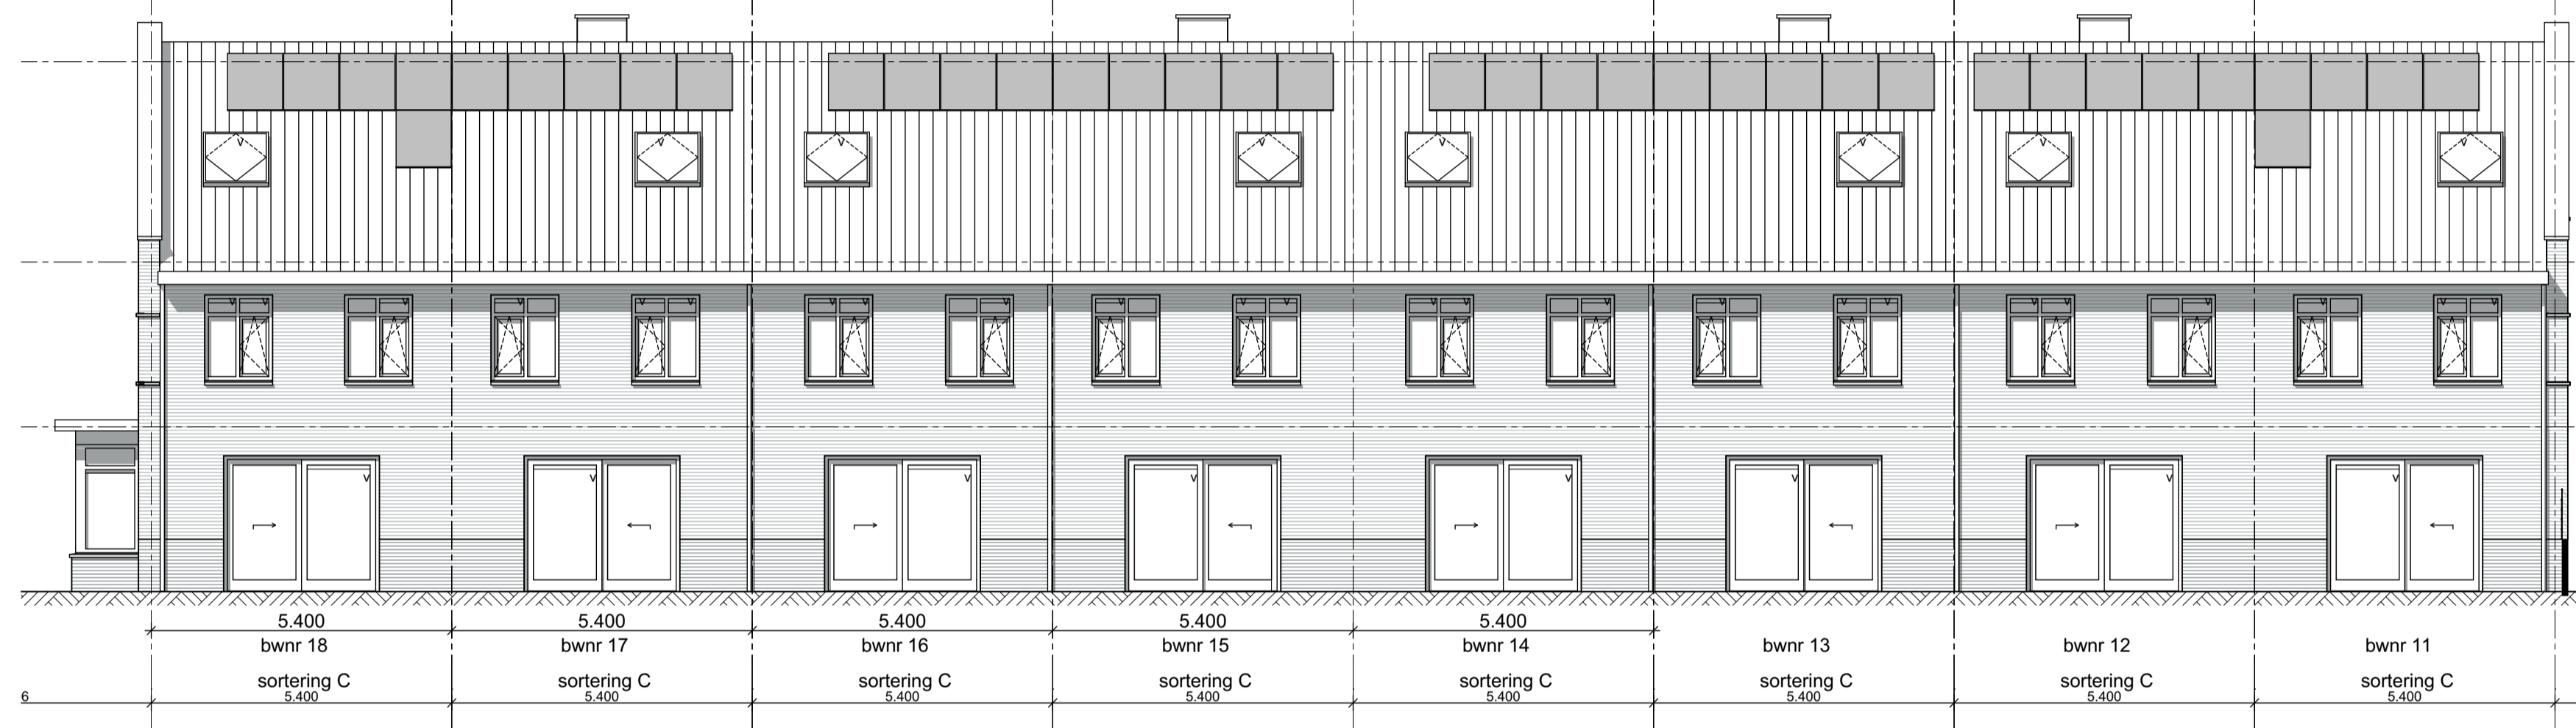 5.400 5.400 5.400 5.400 5.400
bwnr 18 bwnr 17 bwnr 16 bwnr 15 bwnr 14 bwnr 13 bwnr 12 bwnr 11
sortering C sortering C sortering C sortering C sortering C sortering C sortering C sortering C
6 5.400 5.400 5.400 5.400 5.400 5.400 5.400 5.400